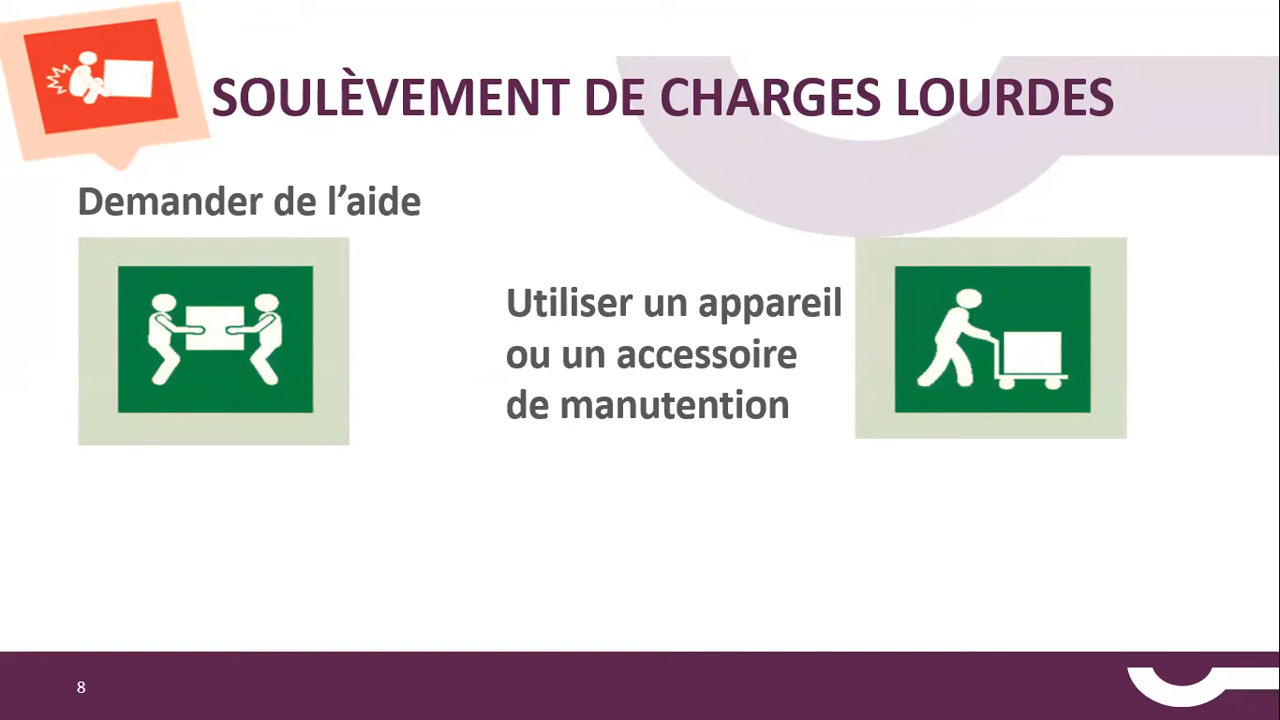 SOULÈVEMENT DE CHARGES LOURDES
Demander de l’aide
Utiliser un appareil
ou un accessoire
de manutention
8